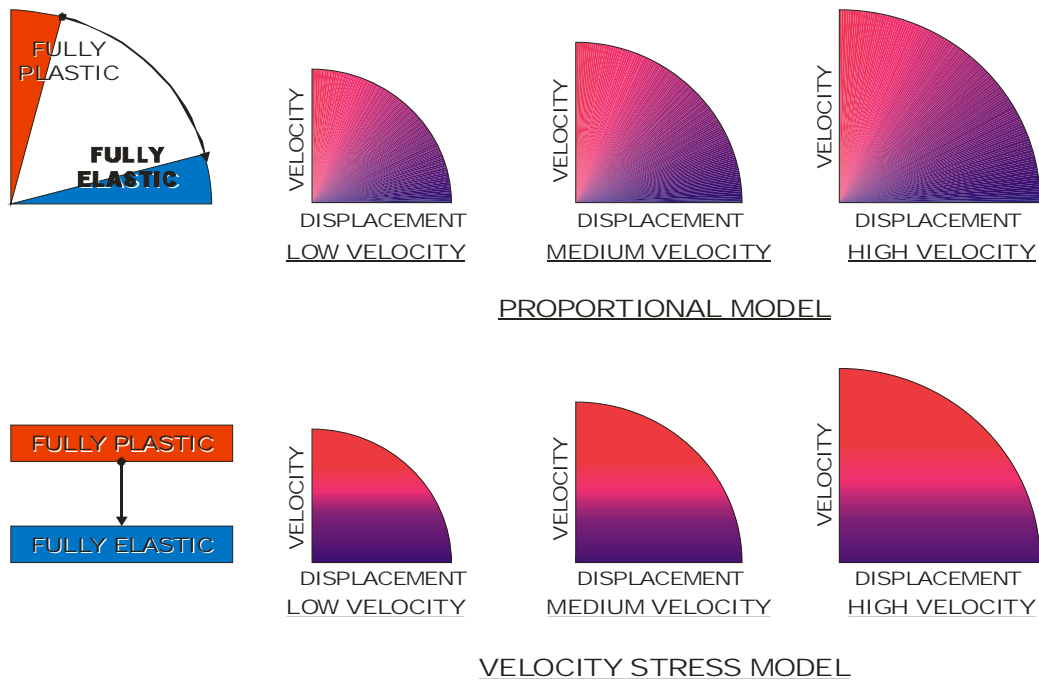 FULLY
PLASTIC
FULLY
ELASTIC
VELOCITY
DISPLACEMENT
LOW VELOCITY
VELOCITY
DISPLACEMENT
MEDIUM VELOCITY
VELOCITY
DISPLACEMENT
HIGH VELOCITY
PROPORTIONAL MODEL
FULLY PLASTIC
FULLY ELASTIC
VELOCITY
DISPLACEMENT
LOW VELOCITY
VELOCITY
DISPLACEMENT
MEDIUM VELOCITY
VELOCITY
DISPLACEMENT
HIGH VELOCITY
VELOCITY STRESS MODEL